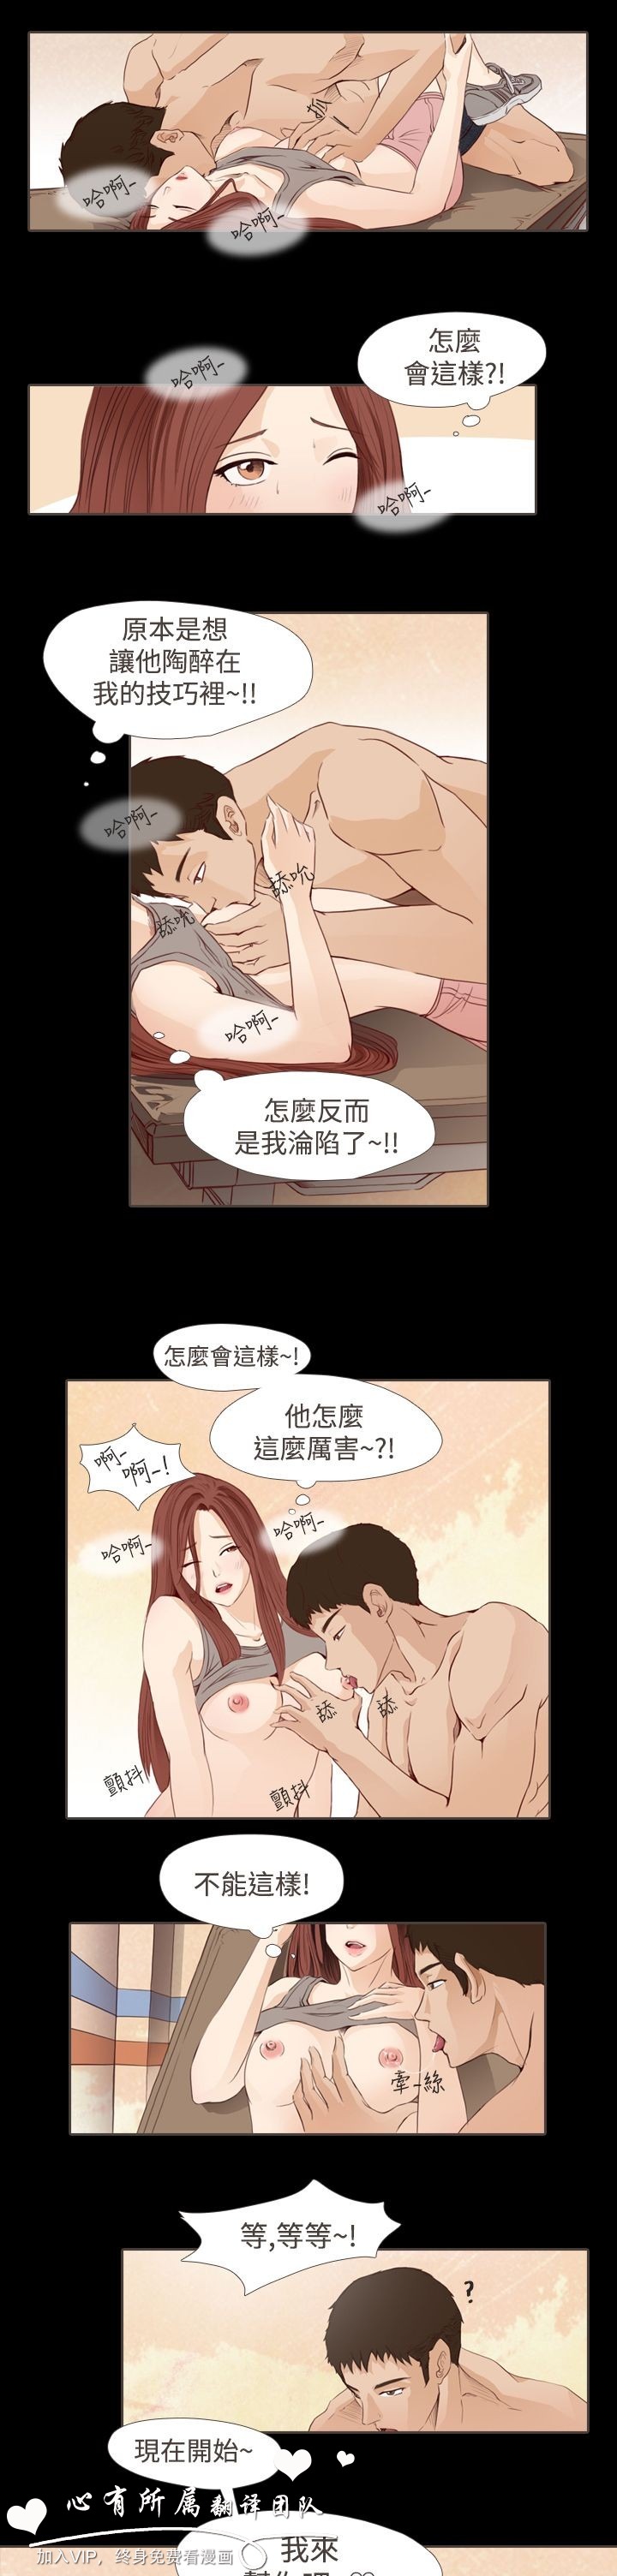 抓
哈啊~
哈啊~
怎麼
會這樣?!
哈啊~
哈啊~
原本是想
讓他陶醉在
我的技巧裡~!!
哈啊~
舔吮
舔吮
哈啊~
怎麼反而
是我淪陷了~!!
怎麼會這樣~!
他怎麼
這麼厲害~?!
啊~
啊~!
哈啊~
哈啊~
舔
舔
顫抖
顫抖
不能這樣!
牽~絲
等,等等~!
?
現在開始~
心有所属翻译团队
加入VIP，终身免费看漫画
我來